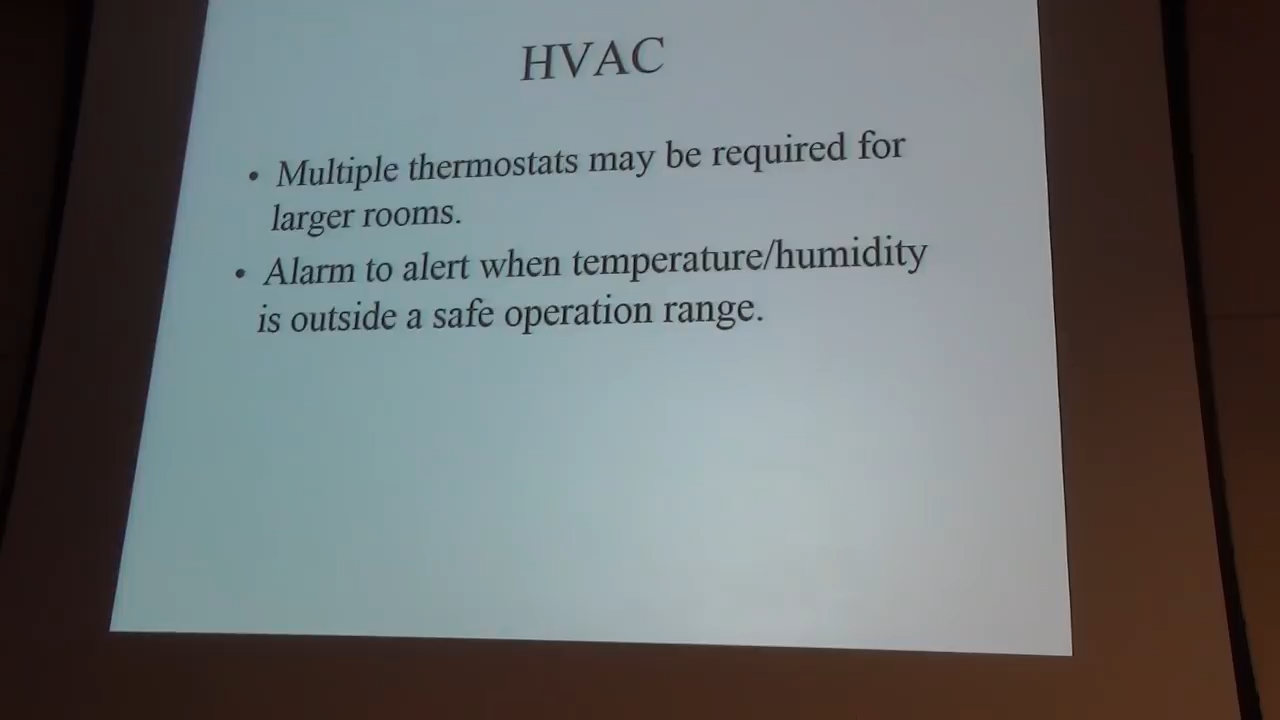 HVAC
• Multiple thermostats may be required for
larger rooms.
• Alarm to alert when temperature/humidity
is outside a safe operation range.